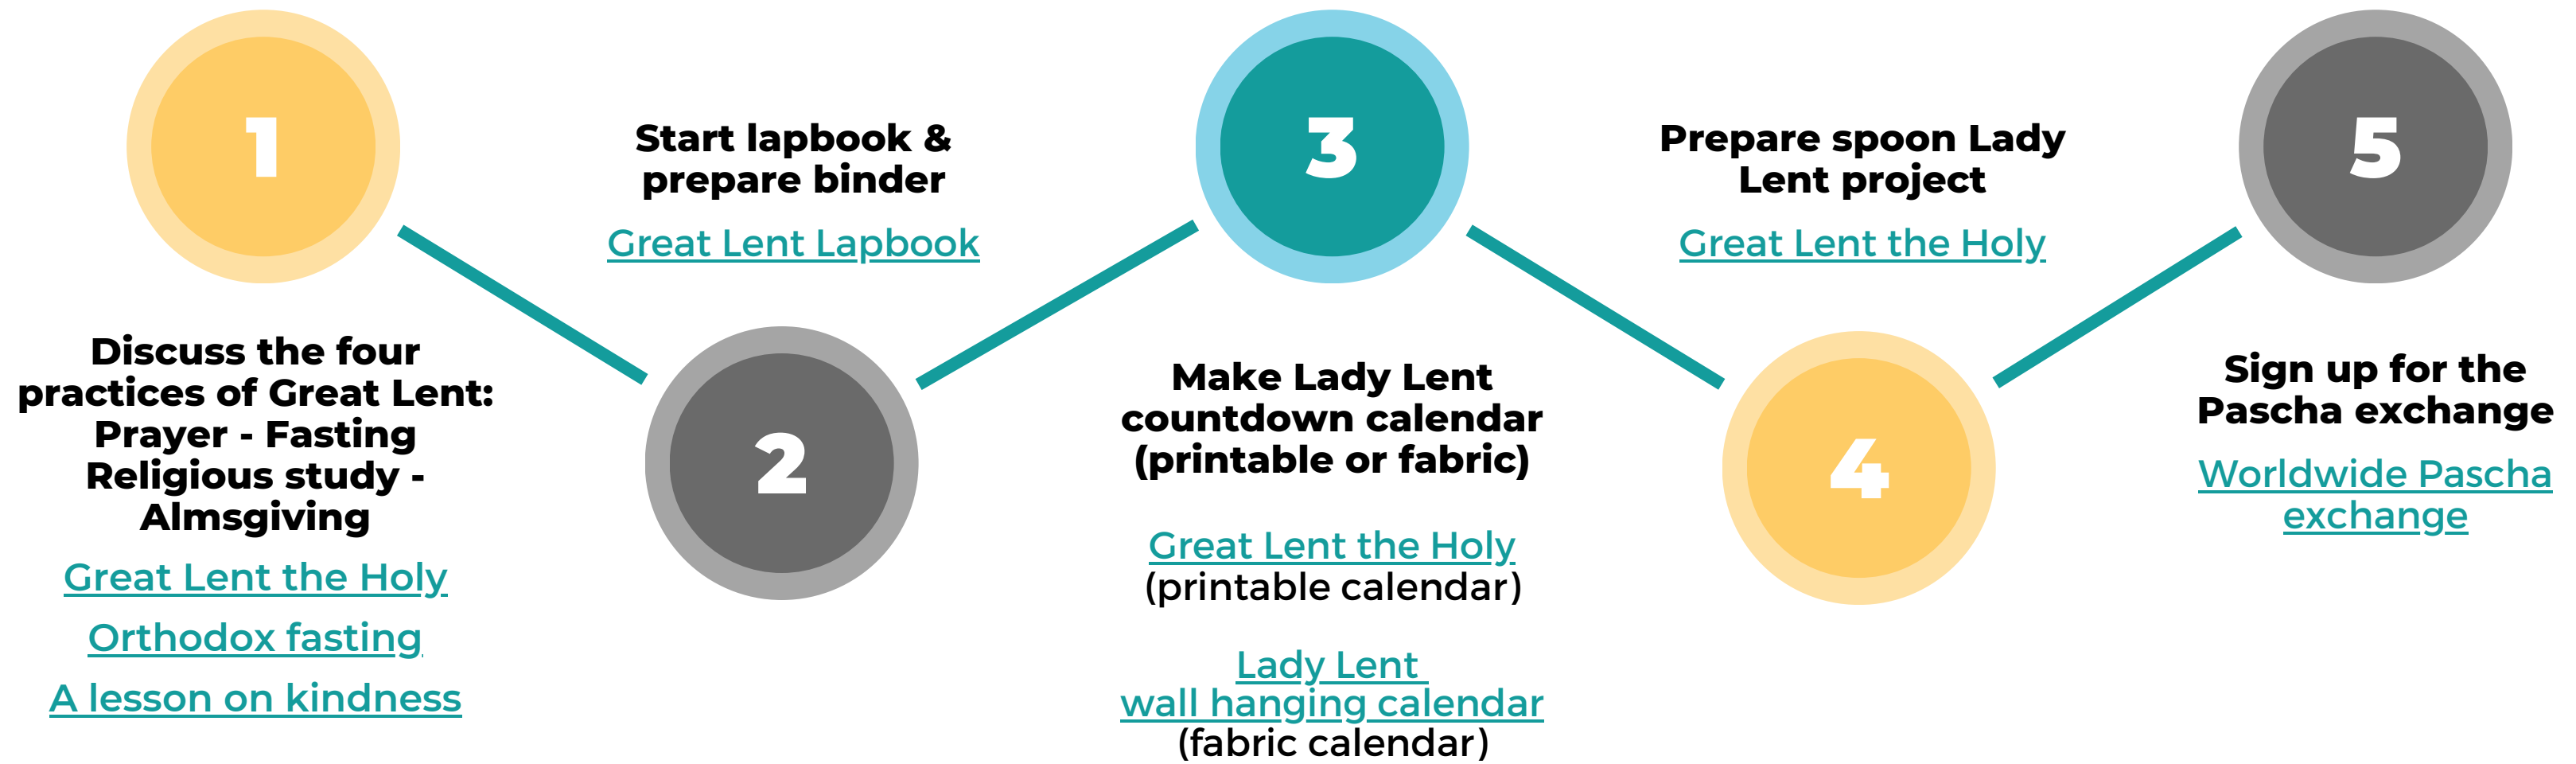 1
Discuss the four
practices of Great Lent:
Prayer - Fasting
Religious study -
Almsgiving
Great Lent the Holy
Orthodox fasting
A lesson on kindness
Start lapbook &
prepare binder
Great Lent Lapbook
2
3
Make Lady Lent
countdown calendar
(printable or fabric)
Great Lent the Holy
(printable calendar)
Lady Lent
wall hanging calendar
(fabric calendar)
Prepare spoon Lady
Lent project
Great Lent the Holy
4
5
Sign up for the
Pascha exchange
Worldwide Pascha
exchange